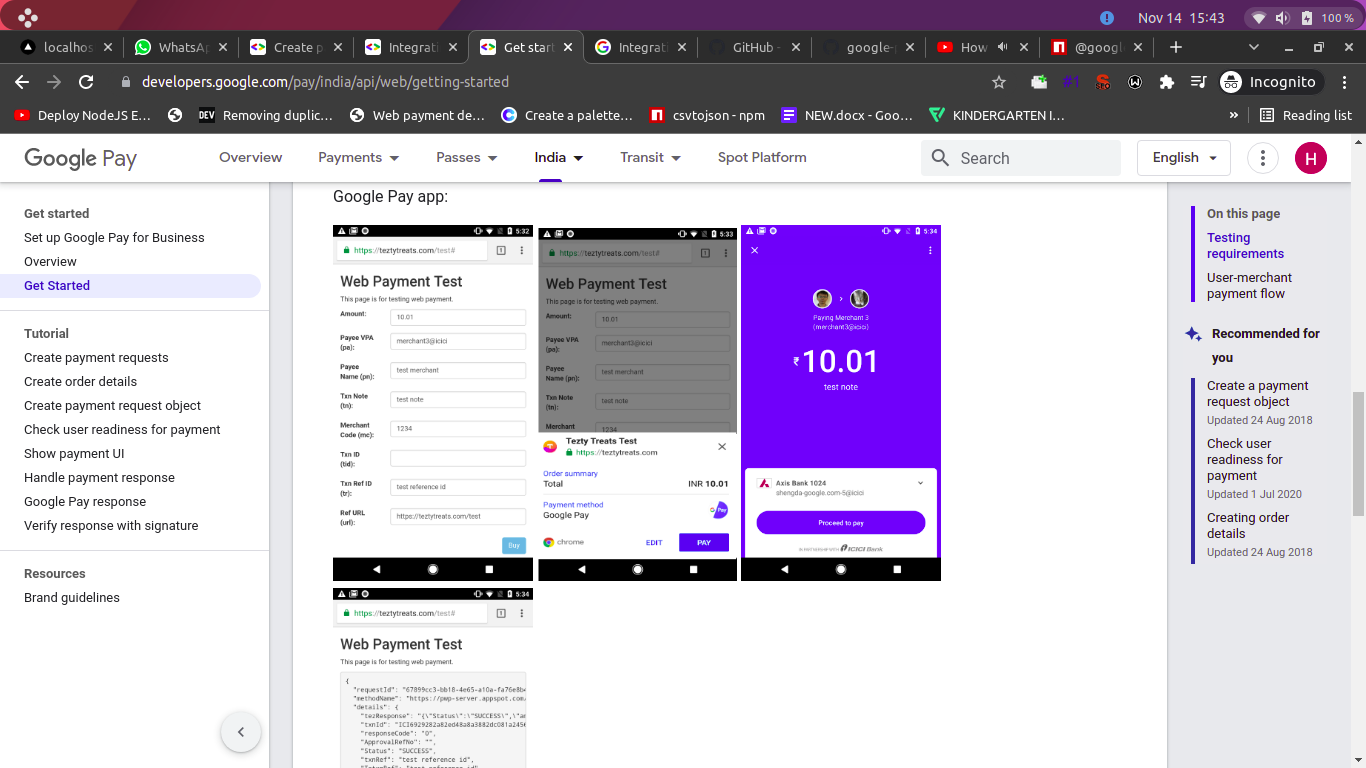 Nov 14 15:43
100 %
localhos
WhatsAp
Create p
Integrati
Get start
Integrati
GitHub -
google-p
How
@googl
developers.google.com/pay/india/api/web/getting-started
#1
SEO
Incognito
Deploy NodeJS E…
DEV
Removing duplic…
Web payment de…
Create a palette…
csvtojson - npm
NEW.docx - Goo…
KINDERGARTEN I…
»
Reading list
Google Pay
Overview
Payments
Passes
India
Transit
Spot Platform
Search
English
H
Get started
Set up Google Pay for Business
Overview
Get Started
Tutorial
Create payment requests
Create order details
Create payment request object
Check user readiness for payment
Show payment UI
Handle payment response
Google Pay response
Verify response with signature
Resources
Brand guidelines
Google Pay app:
5:32
https://teztytreats.com/test#
1
Web Payment Test
This page is for testing web payment.
Amount:
10.01
Payee VPA
(pa):
merchant3@icici
Payee
Name (pn):
test merchant
Txn Note
(tn):
test note
Merchant
Code (mc):
1234
Txn ID
(tid):
Txn Ref ID
(tr):
test reference id
Ref URL
(url):
https://teztytreats.com/test
Buy
5:33
https://teztytreats.com/test#
1
Web Payment Test
This page is for testing web payment.
Amount:
10.01
Payee VPA
(pa):
merchant3@icici
Payee
Name (pn):
test merchant
Txn Note
(tn):
test note
Merchant
1234
Tezty Treats Test
https://teztytreats.com
Order summary
Total
INR 10.01
Payment method
Google Pay
Pay
chrome
EDIT
PAY
5:34
Paying Merchant 3
(merchant3@icici)
₹10.01
test note
Axis Bank 1024
shengda-google.com-5@icici
Proceed to pay
IN PARTNERSHIP WITH ICICI Bank
5:34
https://teztytreats.com/test#
1
Web Payment Test
This page is for testing web payment.
{
"requestId": "67899cc3-bb18-4e65-a10a-fa76e8b
"methodName": "https://pwp-server.appspot.com
"details": {
"tezResponse": "{\"Status\":\"SUCCESS\",\"a
"txnId": "ICI6929282a82ed48a8a3882dc081a2456
"responseCode": "0",
"ApprovalRefNo": "",
"Status": "SUCCESS",
"txnRef": "test reference id",
On this page
Testing
requirements
User-merchant
payment flow
Recommended for
you
Create a payment
request object
Updated 24 Aug 2018
Check user
readiness for
payment
Updated 1 Jul 2020
Creating order
details
Updated 24 Aug 2018